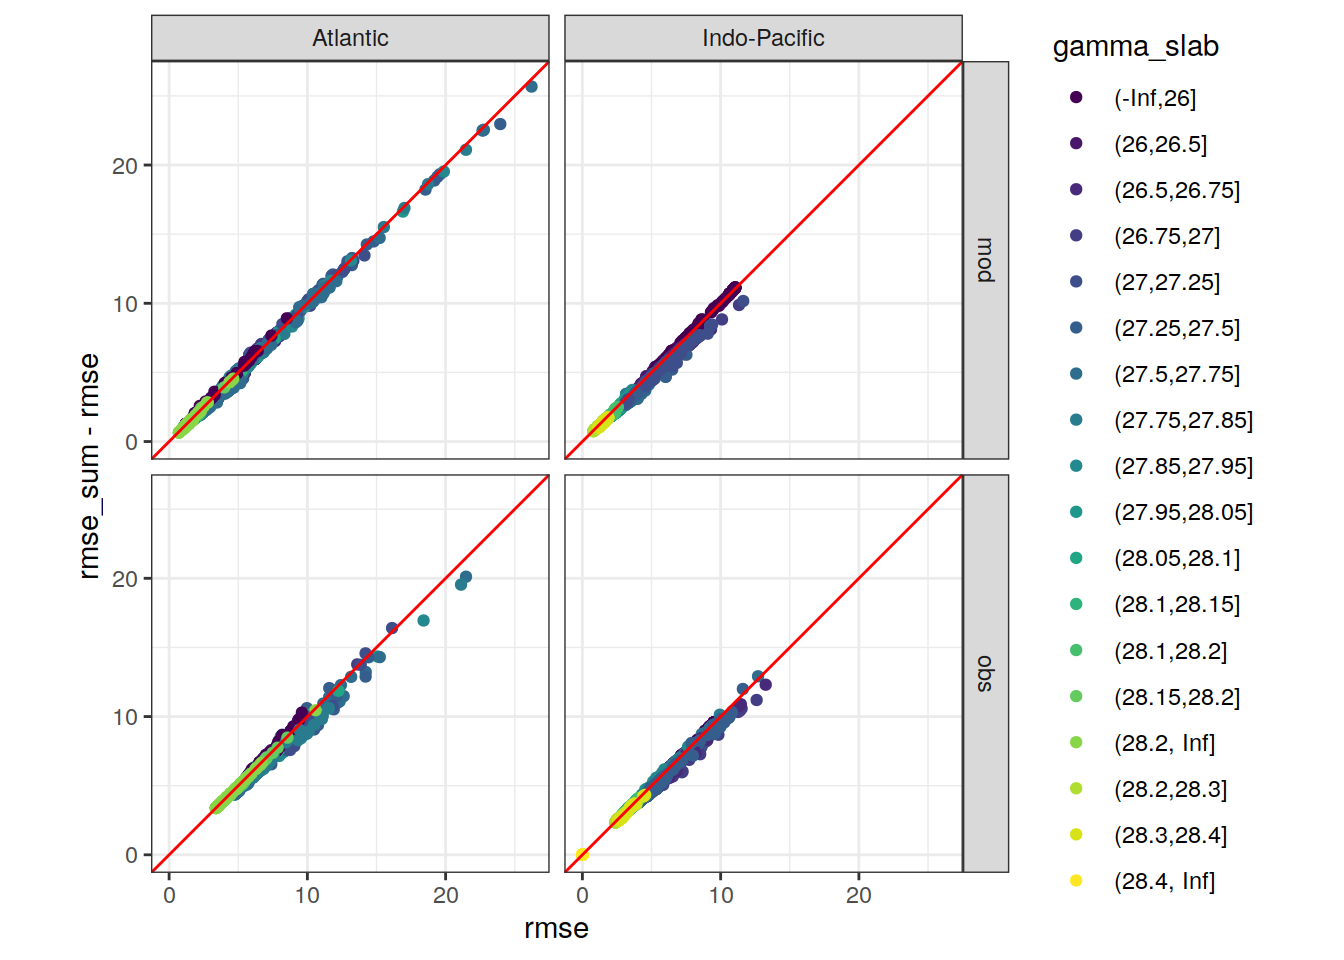 Atlantic
Indo-Pacific
gamma_slab
(-Inf,26]
(26,26.5]
(26.5,26.75]
(26.75,27]
(27,27.25]
(27.25,27.5]
(27.5,27.75]
(27.75,27.85]
(27.85,27.95]
(27.95,28.05]
(28.05,28.1]
(28.1,28.15]
(28.1,28.2]
(28.15,28.2]
(28.2, Inf]
(28.2,28.3]
(28.3,28.4]
(28.4, Inf]
20
10
0
mod
rmse_sum - rmse
20
10
0
obs
0
10
20
0
10
20
rmse